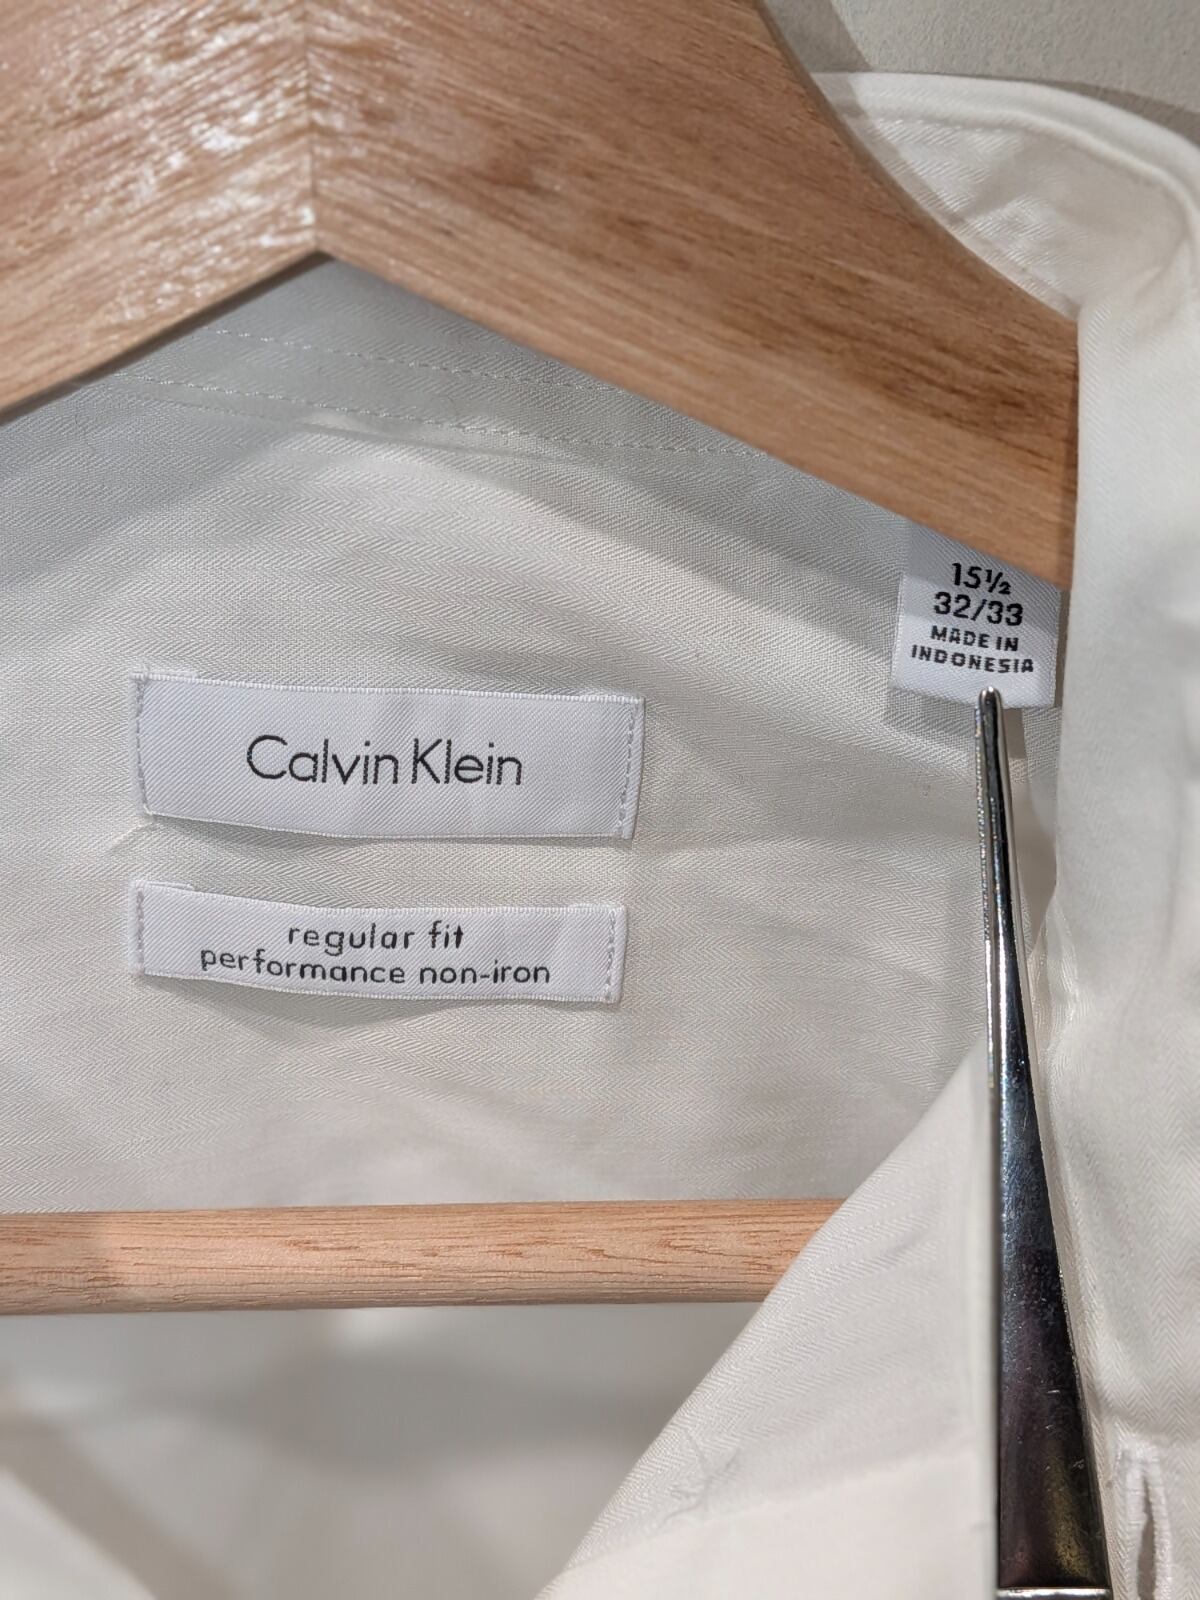 15½
32/33
MADE IN
INDONESIA
Calvin Klein
regular fit
performance non-iron